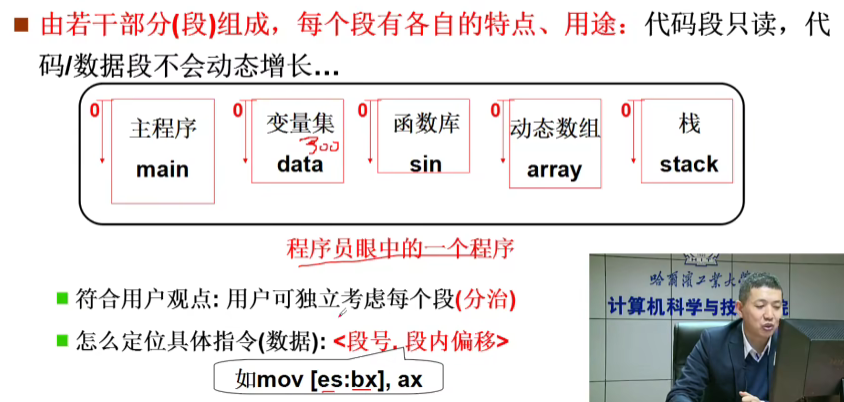 由若干部分(段)组成，每个段有各自的特点、用途：代码段只读，代
码/数据段不会动态增长...
0 主程序 0 变量集 0 函数库 0 动态数组 0 栈
300
main data sin array stack
程序员眼中的一个程序
符合用户观点: 用户可独立考虑每个段(分治)
怎么定位具体指令(数据): <段号, 段内偏移>
如mov [es:bx], ax
哈尔滨工业大学
计算机科学与技 院